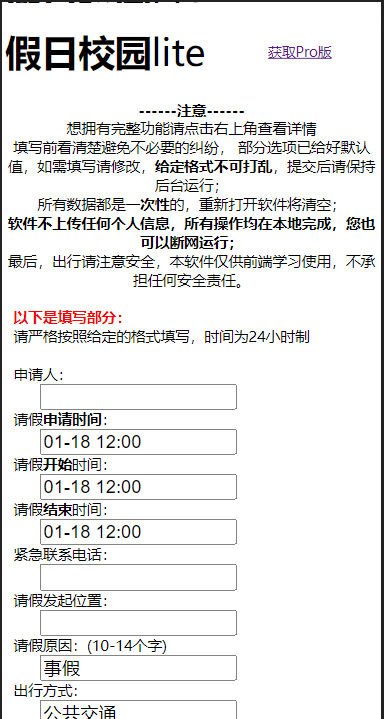 假日校园lite
获取Pro版
------注意------
想拥有完整功能请点击右上角查看详情
填写前看清楚避免不必要的纠纷， 部分选项已给好默认
值，如需填写请修改，给定格式不可打乱，提交后请保持
后台运行；
所有数据都是一次性的，重新打开软件将清空；
软件不上传任何个人信息，所有操作均在本地完成，您也
可以断网运行；
最后，出行请注意安全，本软件仅供前端学习使用，不承
担任何安全责任。
以下是填写部分：
请严格按照给定的格式填写，时间为24小时制
申请人：
请假申请时间：
01-18 12:00
请假开始时间：
01-18 12:00
请假结束时间：
01-18 12:00
紧急联系电话：
请假发起位置：
请假原因：(10-14个字)
事假
出行方式：
公共交通